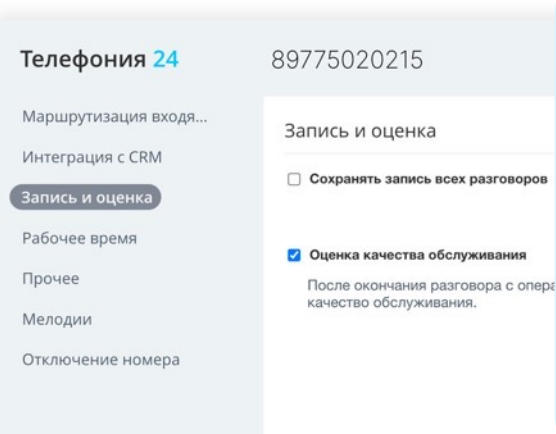 Телефония 24
89775020215
Маршрутизация входя...
Интеграция с CRM
Запись и оценка
Рабочее время
Прочее
Мелодии
Отключение номера
Запись и оценка
Сохранять запись всех разговоров
Оценка качества обслуживания
После окончания разговора с опера
качество обслуживания.